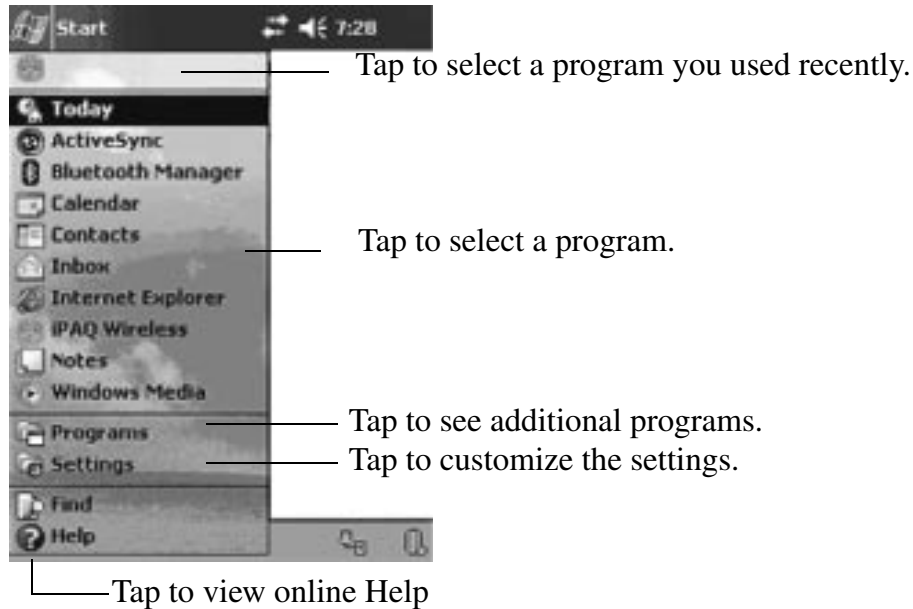 Start 7:28
Tap to select a program you used recently.
Today
ActiveSync
Bluetooth Manager
Calendar
Contacts
Tap to select a program.
Inbox
Internet Explorer
iPAQ Wireless
Notes
Windows Media
Programs
Tap to see additional programs.
Settings
Tap to customize the settings.
Find
Help
Tap to view online Help